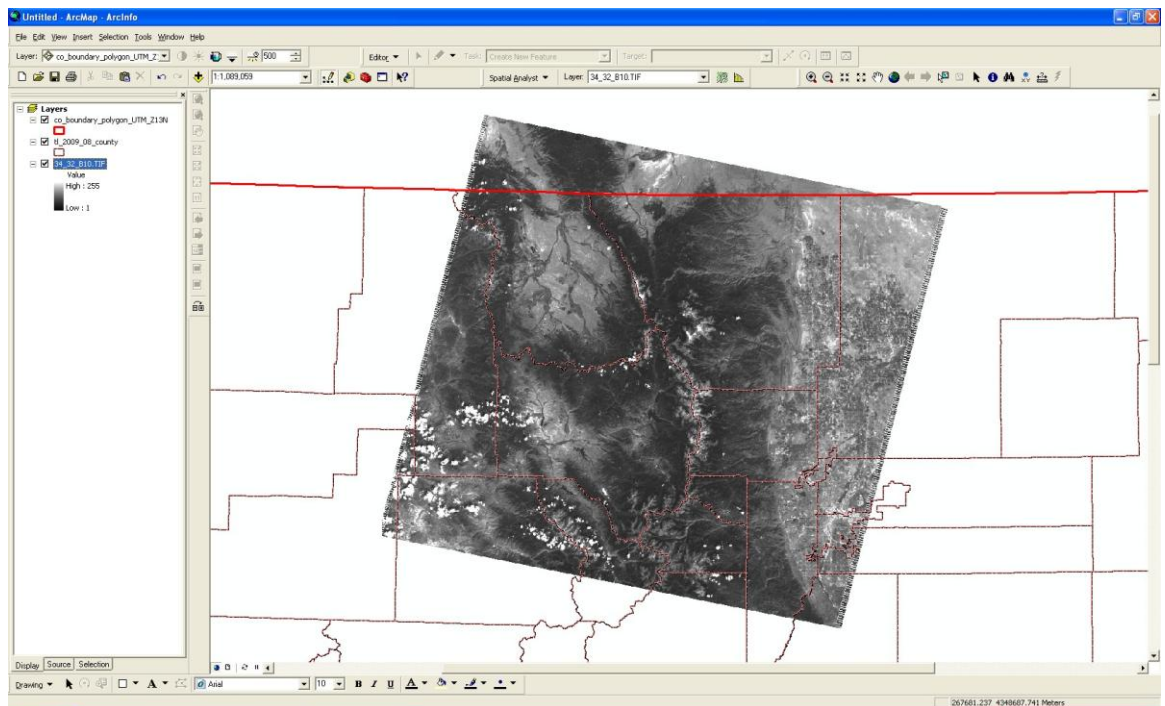 Untitled - ArcMap - ArcInfo
File Edit View Insert Selection Tools Window Help
Layer: co_boundary_polygon_UTM_Z1 500 Editor Task: Create New Feature Target:
1:1,089,059 Spatial Analyst Layer: 34_32_B10.TIF
Layers
co_boundary_polygon_UTM_Z13N
tl_2009_08_county
34_32_B10.TIF
Value
High : 255
Low : 1
Display Source Selection
Drawing A Arial 10 B I U A
267681.237 4348687.741 Meters